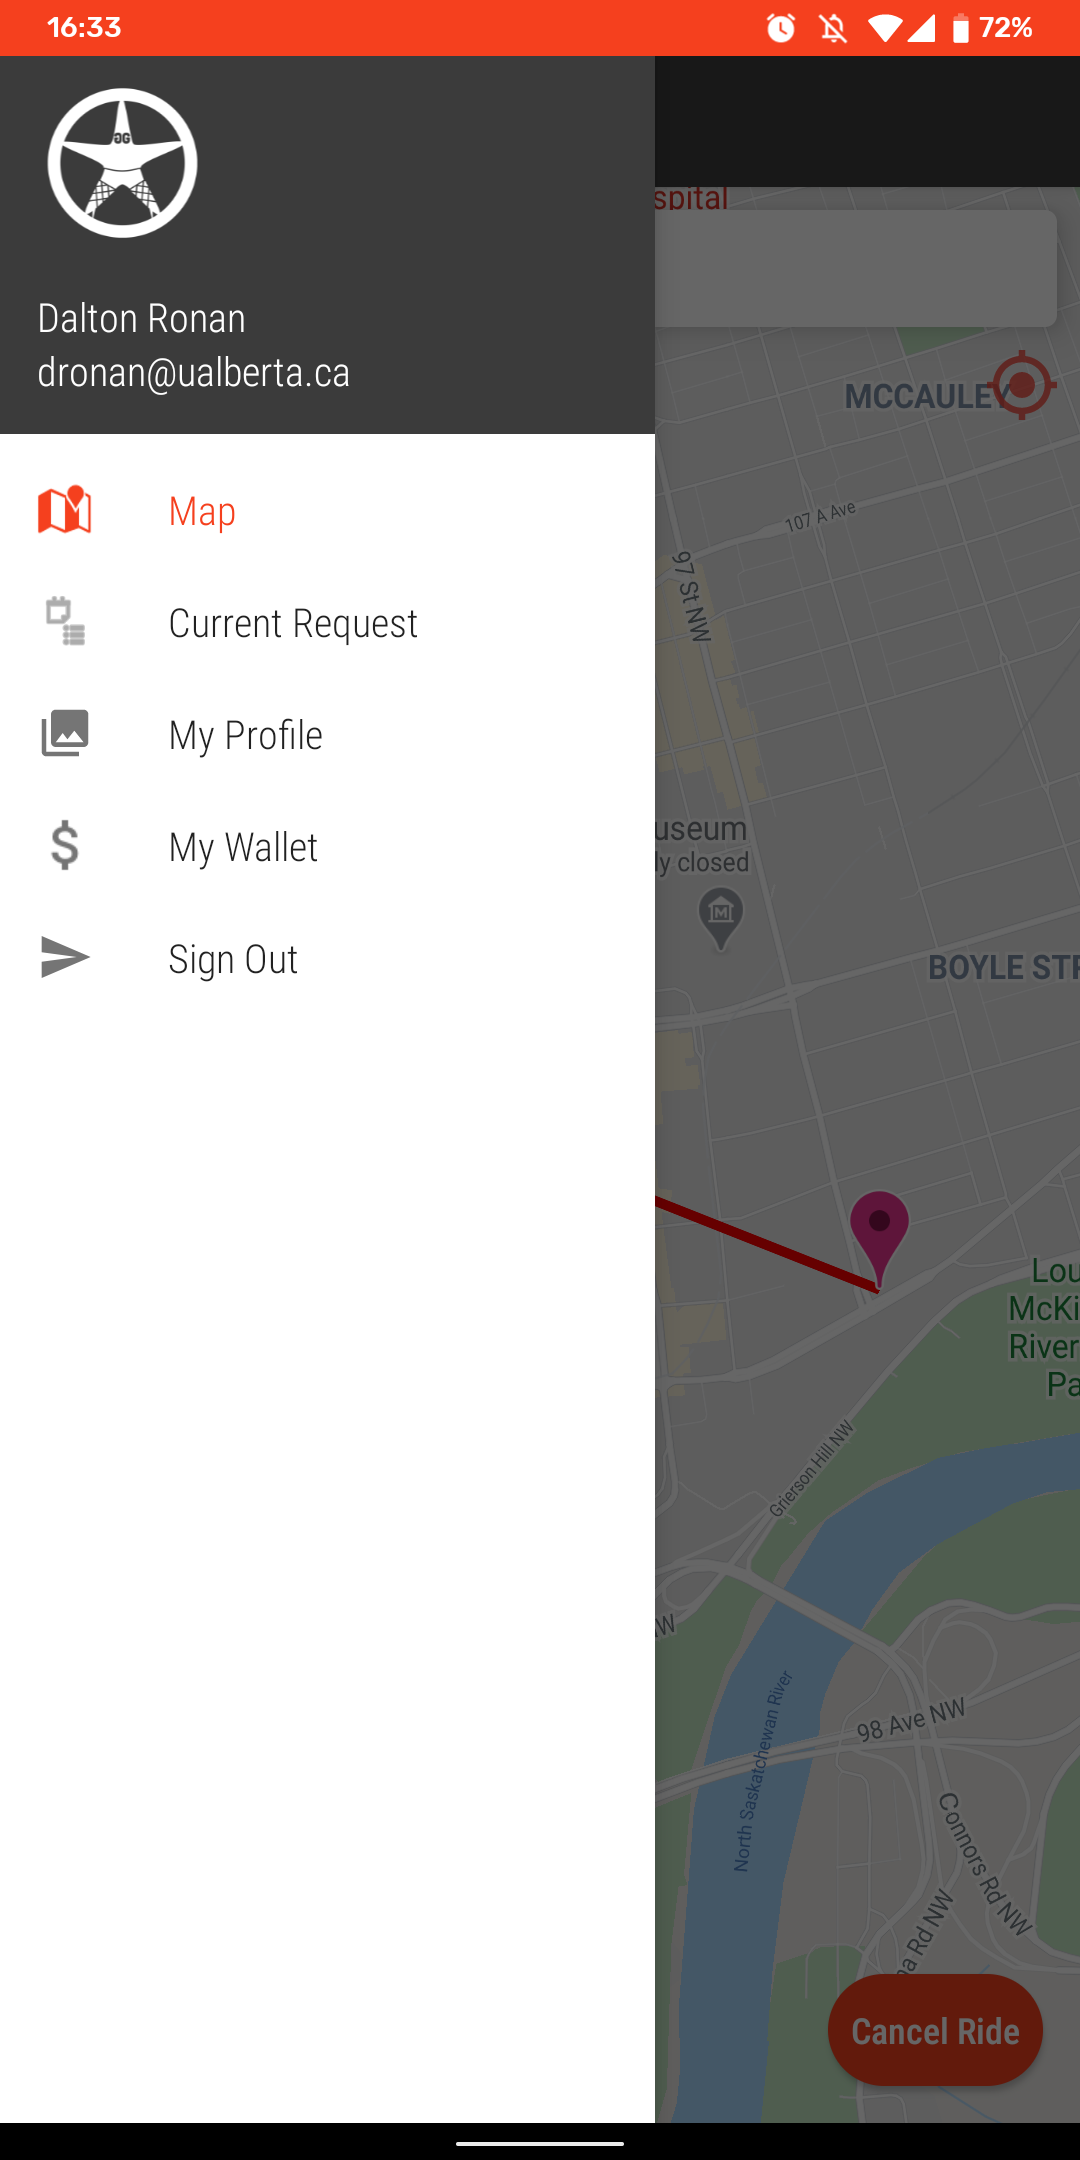 16:33
72%
GG
Dalton Ronan
dronan@ualberta.ca
Map
Current Request
My Profile
My Wallet
Sign Out
spital
MCCAULEY
107 A Ave
97 St NW
useum
ly closed
M
BOYLE STR
Lou
McKi
River
Pa
Grierson Hill NW
W
North Saskatchewan River
98 Ave NW
Connors Rd NW
na Rd NW
Cancel Ride